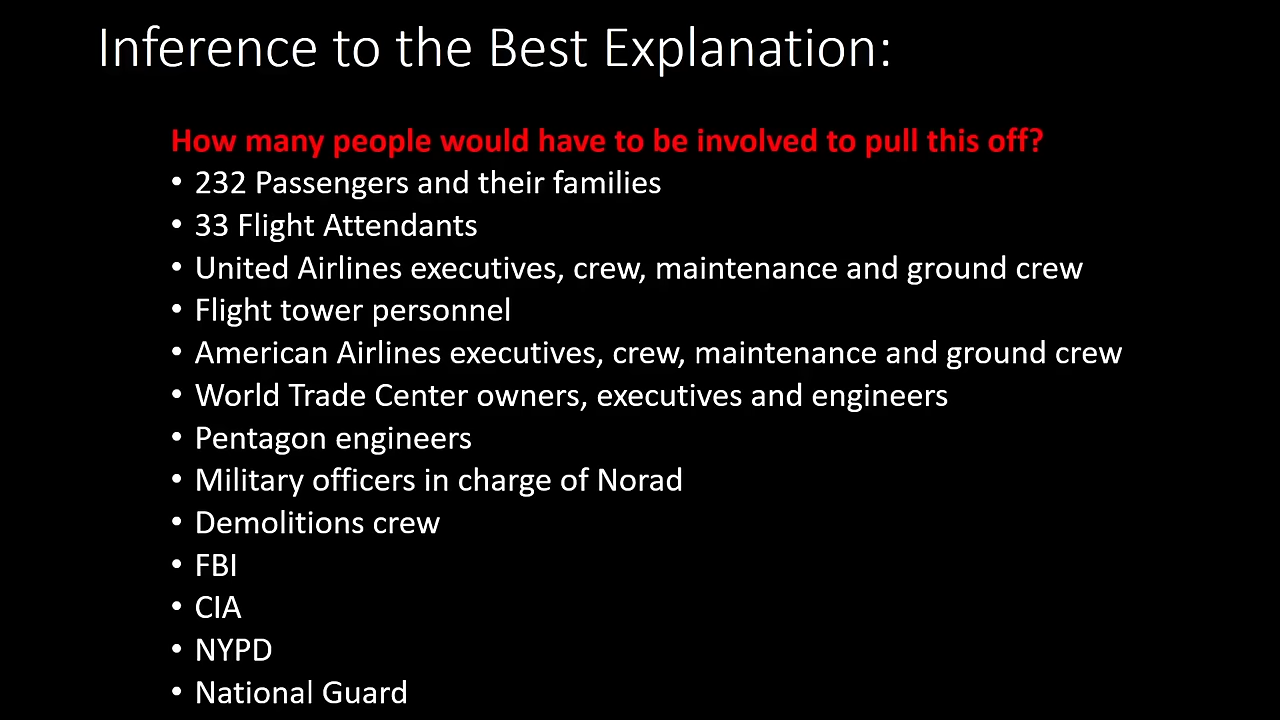 Inference to the Best Explanation:
How many people would have to be involved to pull this off?
• 232 Passengers and their families
• 33 Flight Attendants
• United Airlines executives, crew, maintenance and ground crew
• Flight tower personnel
• American Airlines executives, crew, maintenance and ground crew
• World Trade Center owners, executives and engineers
• Pentagon engineers
• Military officers in charge of Norad
• Demolitions crew
• FBI
• CIA
• NYPD
• National Guard